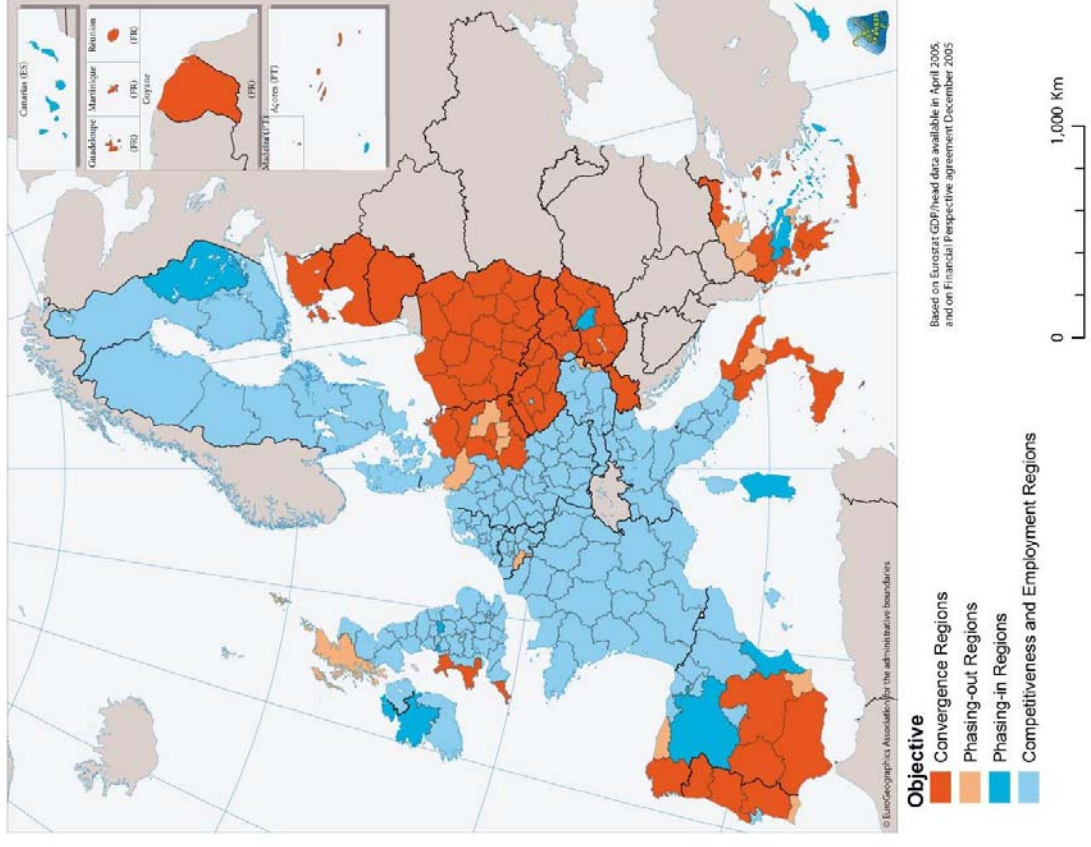 Canarias (ES)
Guadeloupe
Martinique
Réunion
(FR)
(FR)
(FR)
Guyane
(FR)
Madeira (PT)
Açores (PT)
© EuroGeographics Association for the administrative boundaries
Objective
Convergence Regions
Phasing-out Regions
Phasing-in Regions
Competitiveness and Employment Regions
Based on Eurostat GDP/head data available in April 2005,
and on Financial Perspective agreement December 2005
0
1,000 Km